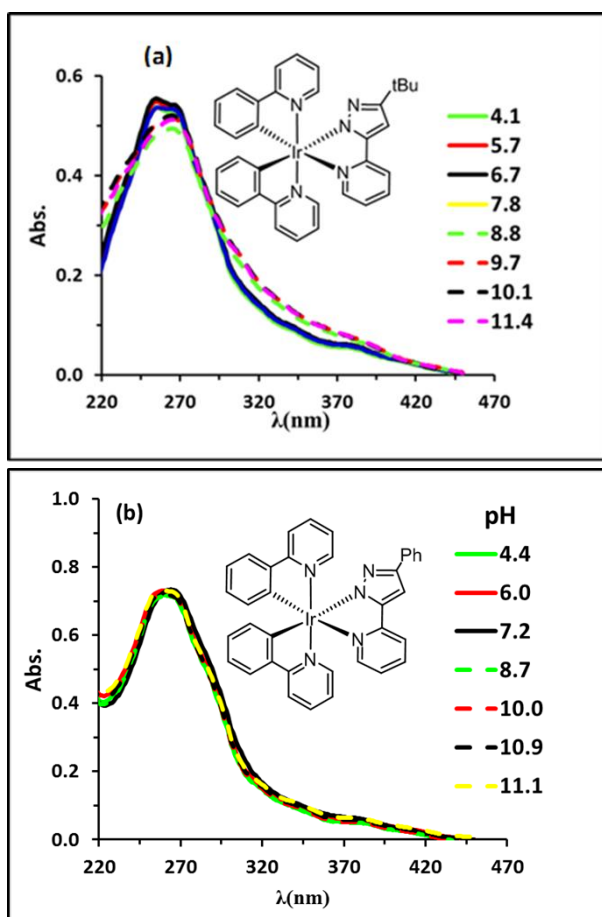 (a)
0.6
0.4
0.2
0.0
Abs.
220 270 320 370 420 470
λ(nm)
N
N
N
N
N
Ir
tBu
4.1
5.7
6.7
7.8
8.8
9.7
10.1
11.4
(b)
1.0
0.8
0.6
0.4
0.2
0.0
Abs.
220 270 320 370 420 470
λ(nm)
N
N
N
N
N
Ir
Ph
pH
4.4
6.0
7.2
8.7
10.0
10.9
11.1